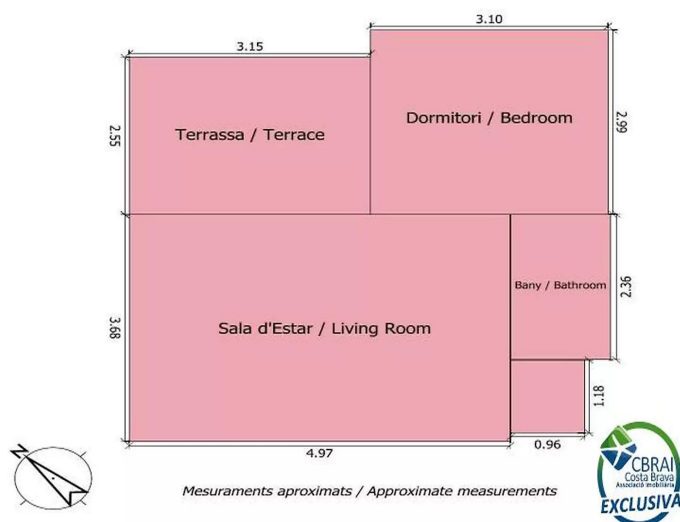 3.10
3.15
Dormitori / Bedroom
2.99
Terrassa / Terrace
2.55
Bany / Bathroom
2.36
Sala d'Estar / Living Room
3.68
1.18
0.96
4.97
N
Mesuraments aproximats / Approximate measurements
CBRAI
Costa Brava
Associació Imobiliària
EXCLUSIVA